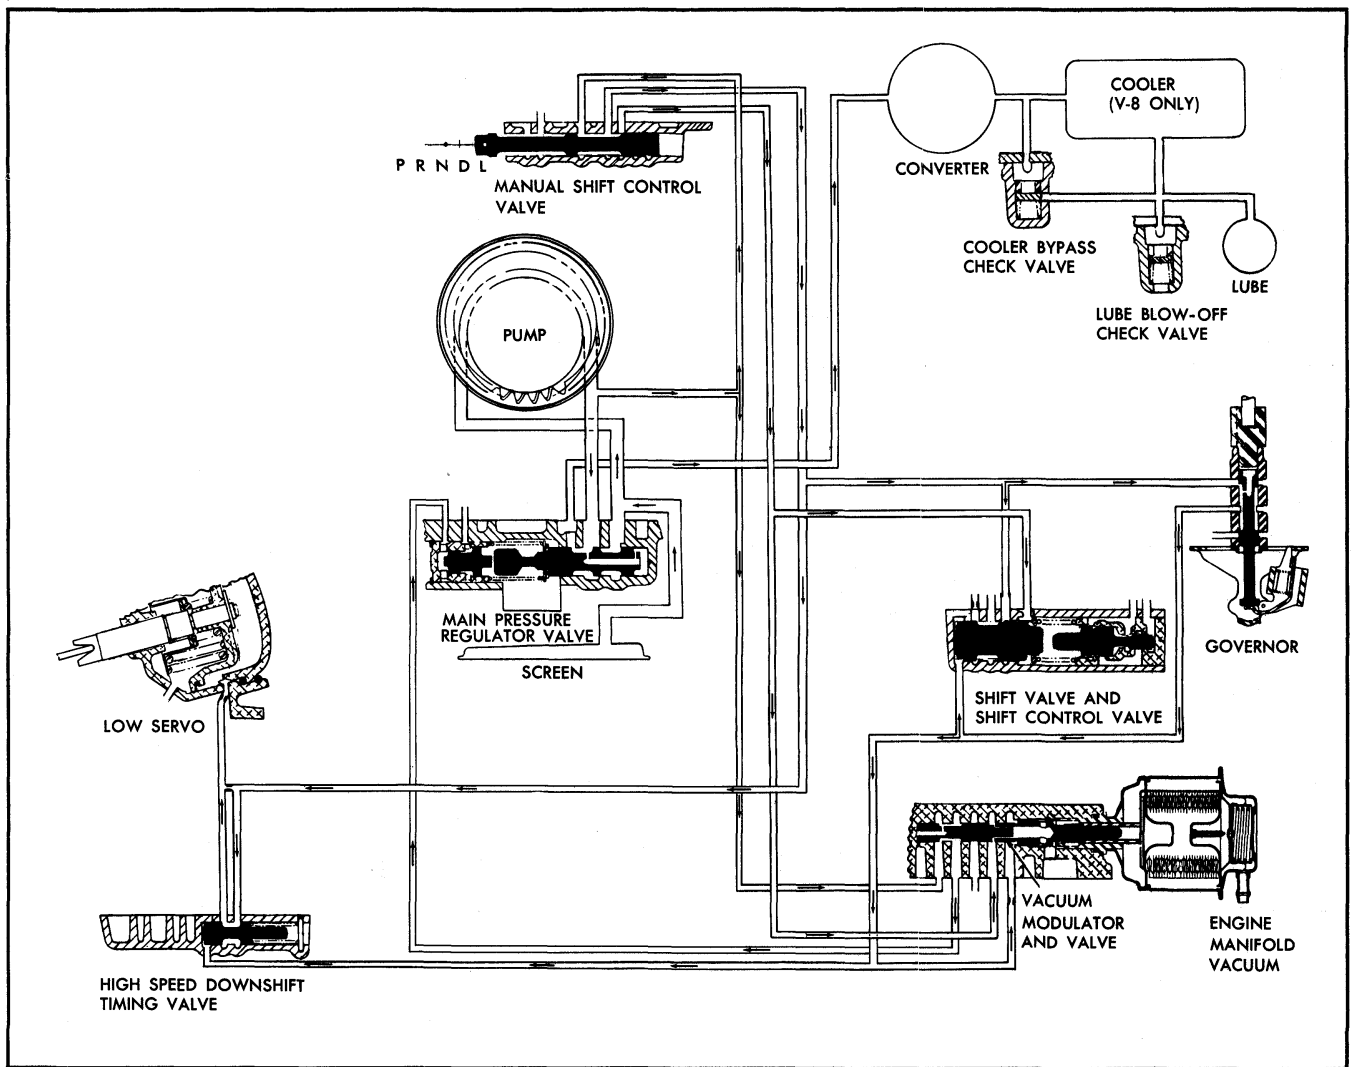 COOLER
(V-8 ONLY)
P R N D L
CONVERTER
MANUAL SHIFT CONTROL
VALVE
COOLER BYPASS
CHECK VALVE
LUBE
LUBE BLOW-OFF
CHECK VALVE
PUMP
MAIN PRESSURE
REGULATOR VALVE
SCREEN
GOVERNOR
SHIFT VALVE AND
SHIFT CONTROL VALVE
LOW SERVO
VACUUM
MODULATOR
AND VALVE
ENGINE
MANIFOLD
VACUUM
HIGH SPEED DOWNSHIFT
TIMING VALVE